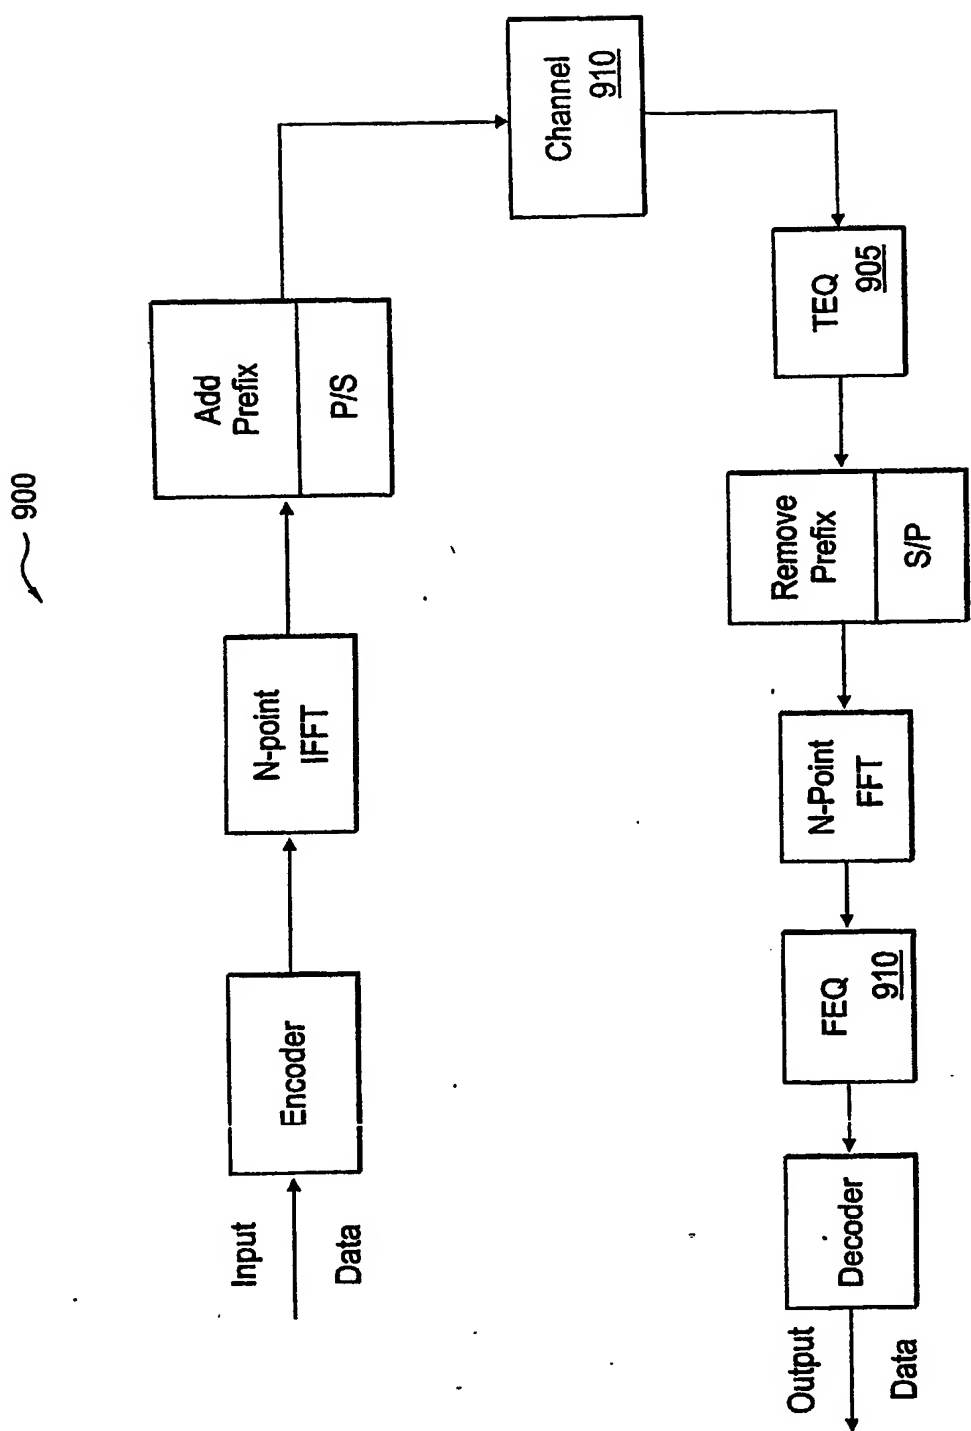 900
Input
Data
Encoder
N-point
IFFT
Add
Prefix
P/S
Channel
910
TEQ
905
Remove
Prefix
S/P
N-Point
FFT
FEQ
910
Decoder
Output
Data